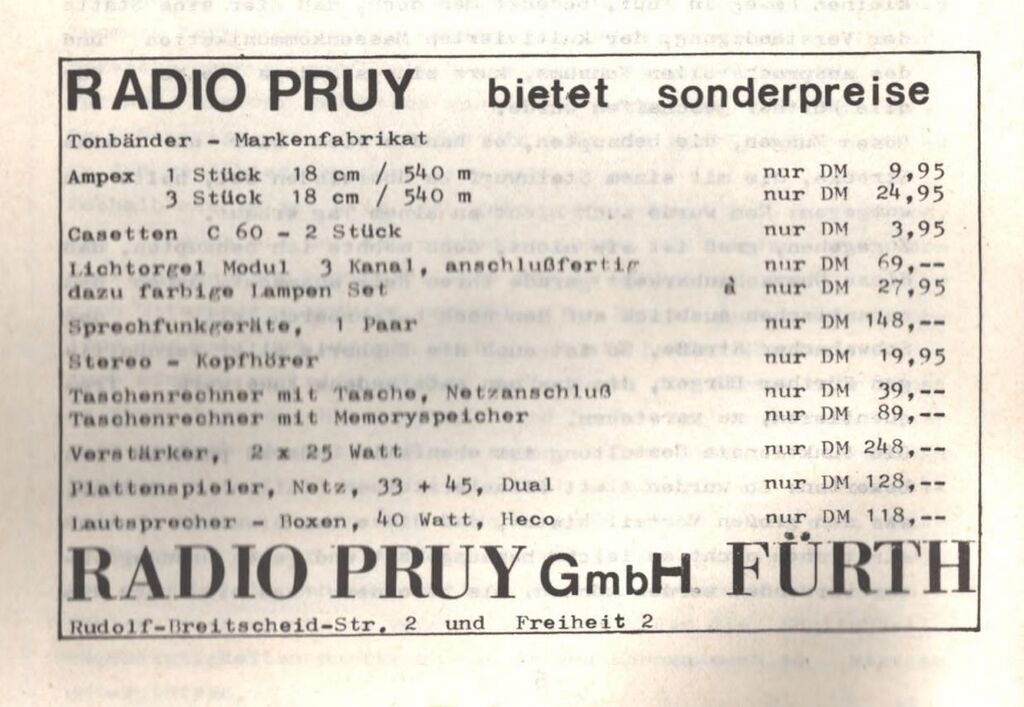 RADIO PRUY bietet sonderpreise
Tonbänder - Markenfabrikat
Ampex 1 Stück 18 cm / 540 m nur DM 9,95
3 Stück 18 cm / 540 m nur DM 24,95
Casetten C 60 - 2 Stück nur DM 3,95
Lichtorgel Modul 3 Kanal, anschlußfertig nur DM 69,--
dazu farbige Lampen Set à nur DM 27,95
Sprechfunkgeräte, 1 Paar nur DM 148,--
Stereo - Kopfhörer nur DM 19,95
Taschenrechner mit Tasche, Netzanschluß nur DM 39,--
Taschenrechner mit Memoryspeicher nur DM 89,--
Verstärker, 2 x 25 Watt nur DM 248,--
Plattenspieler, Netz, 33 + 45, Dual nur DM 128,--
Lautsprecher - Boxen, 40 Watt, Heco nur DM 118,--
RADIO PRUY GmbH FÜRTH
Rudolf-Breitscheid-Str. 2 und Freiheit 2